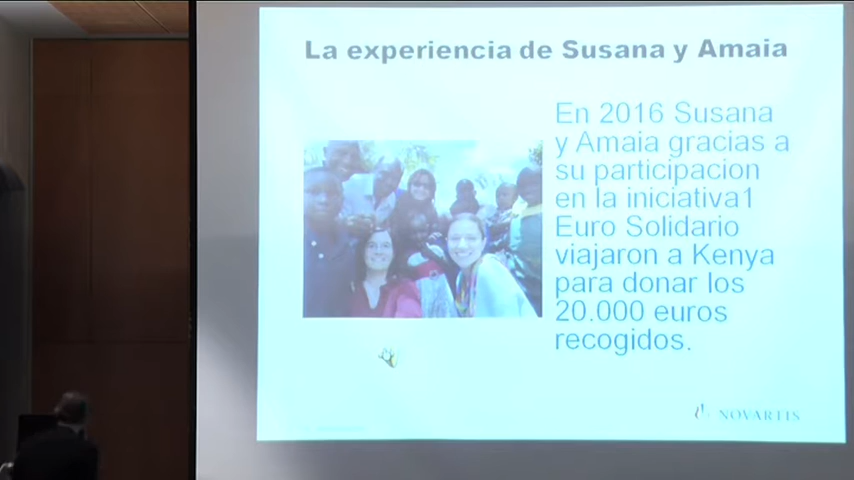 La experiencia de Susana y Amaia
En 2016 Susana
y Amaia gracias a
su participacion
en la iniciativa1
Euro Solidario
viajaron a Kenya
para donar los
20.000 euros
recogidos.
NOVARTIS